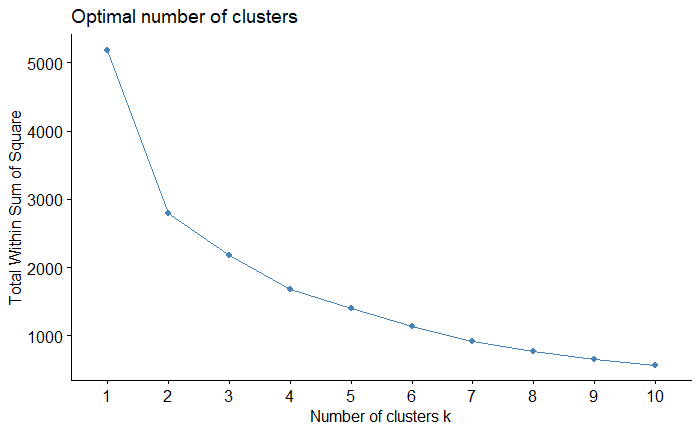 Optimal number of clusters
Total Within Sum of Square
5000
4000
3000
2000
1000
1 2 3 4 5 6 7 8 9 10
Number of clusters k